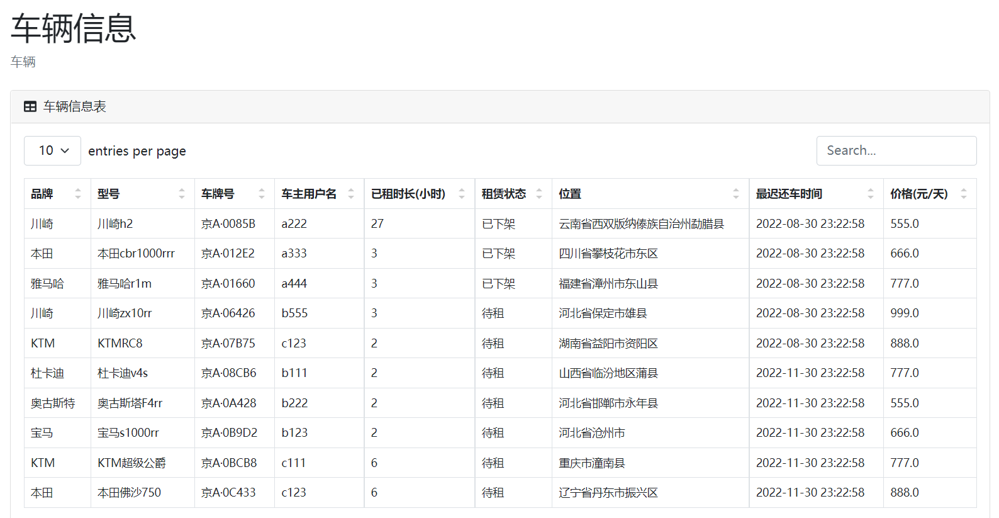 车辆信息
车辆
车辆信息表
10 entries per page Search...
品牌 型号 车牌号 车主用户名 已租时长(小时) 租赁状态 位置 最迟还车时间 价格(元/天)
川崎 川崎h2 京A·0085B a222 27 已下架 云南省西双版纳傣族自治州勐腊县 2022-08-30 23:22:58 555.0
本田 本田cbr1000rrr 京A·012E2 a333 3 已下架 四川省攀枝花市东区 2022-08-30 23:22:58 666.0
雅马哈 雅马哈r1m 京A·01660 a444 3 已下架 福建省漳州市东山县 2022-08-30 23:22:58 777.0
川崎 川崎zx10rr 京A·06426 b555 3 待租 河北省保定市雄县 2022-08-30 23:22:58 999.0
KTM KTMRC8 京A·07B75 c123 2 待租 湖南省益阳市资阳区 2022-08-30 23:22:58 888.0
杜卡迪 杜卡迪v4s 京A·08CB6 b111 2 待租 山西省临汾地区蒲县 2022-11-30 23:22:58 777.0
奥古斯特 奥古斯塔F4rr 京A·0A428 b222 2 待租 河北省邯郸市永年县 2022-11-30 23:22:58 555.0
宝马 宝马s1000rr 京A·0B9D2 b123 2 待租 河北省沧州市 2022-11-30 23:22:58 666.0
KTM KTM超级公爵 京A·0BCB8 c111 6 待租 重庆市潼南县 2022-11-30 23:22:58 777.0
本田 本田佛沙750 京A·0C433 c123 6 待租 辽宁省丹东市振兴区 2022-11-30 23:22:58 888.0